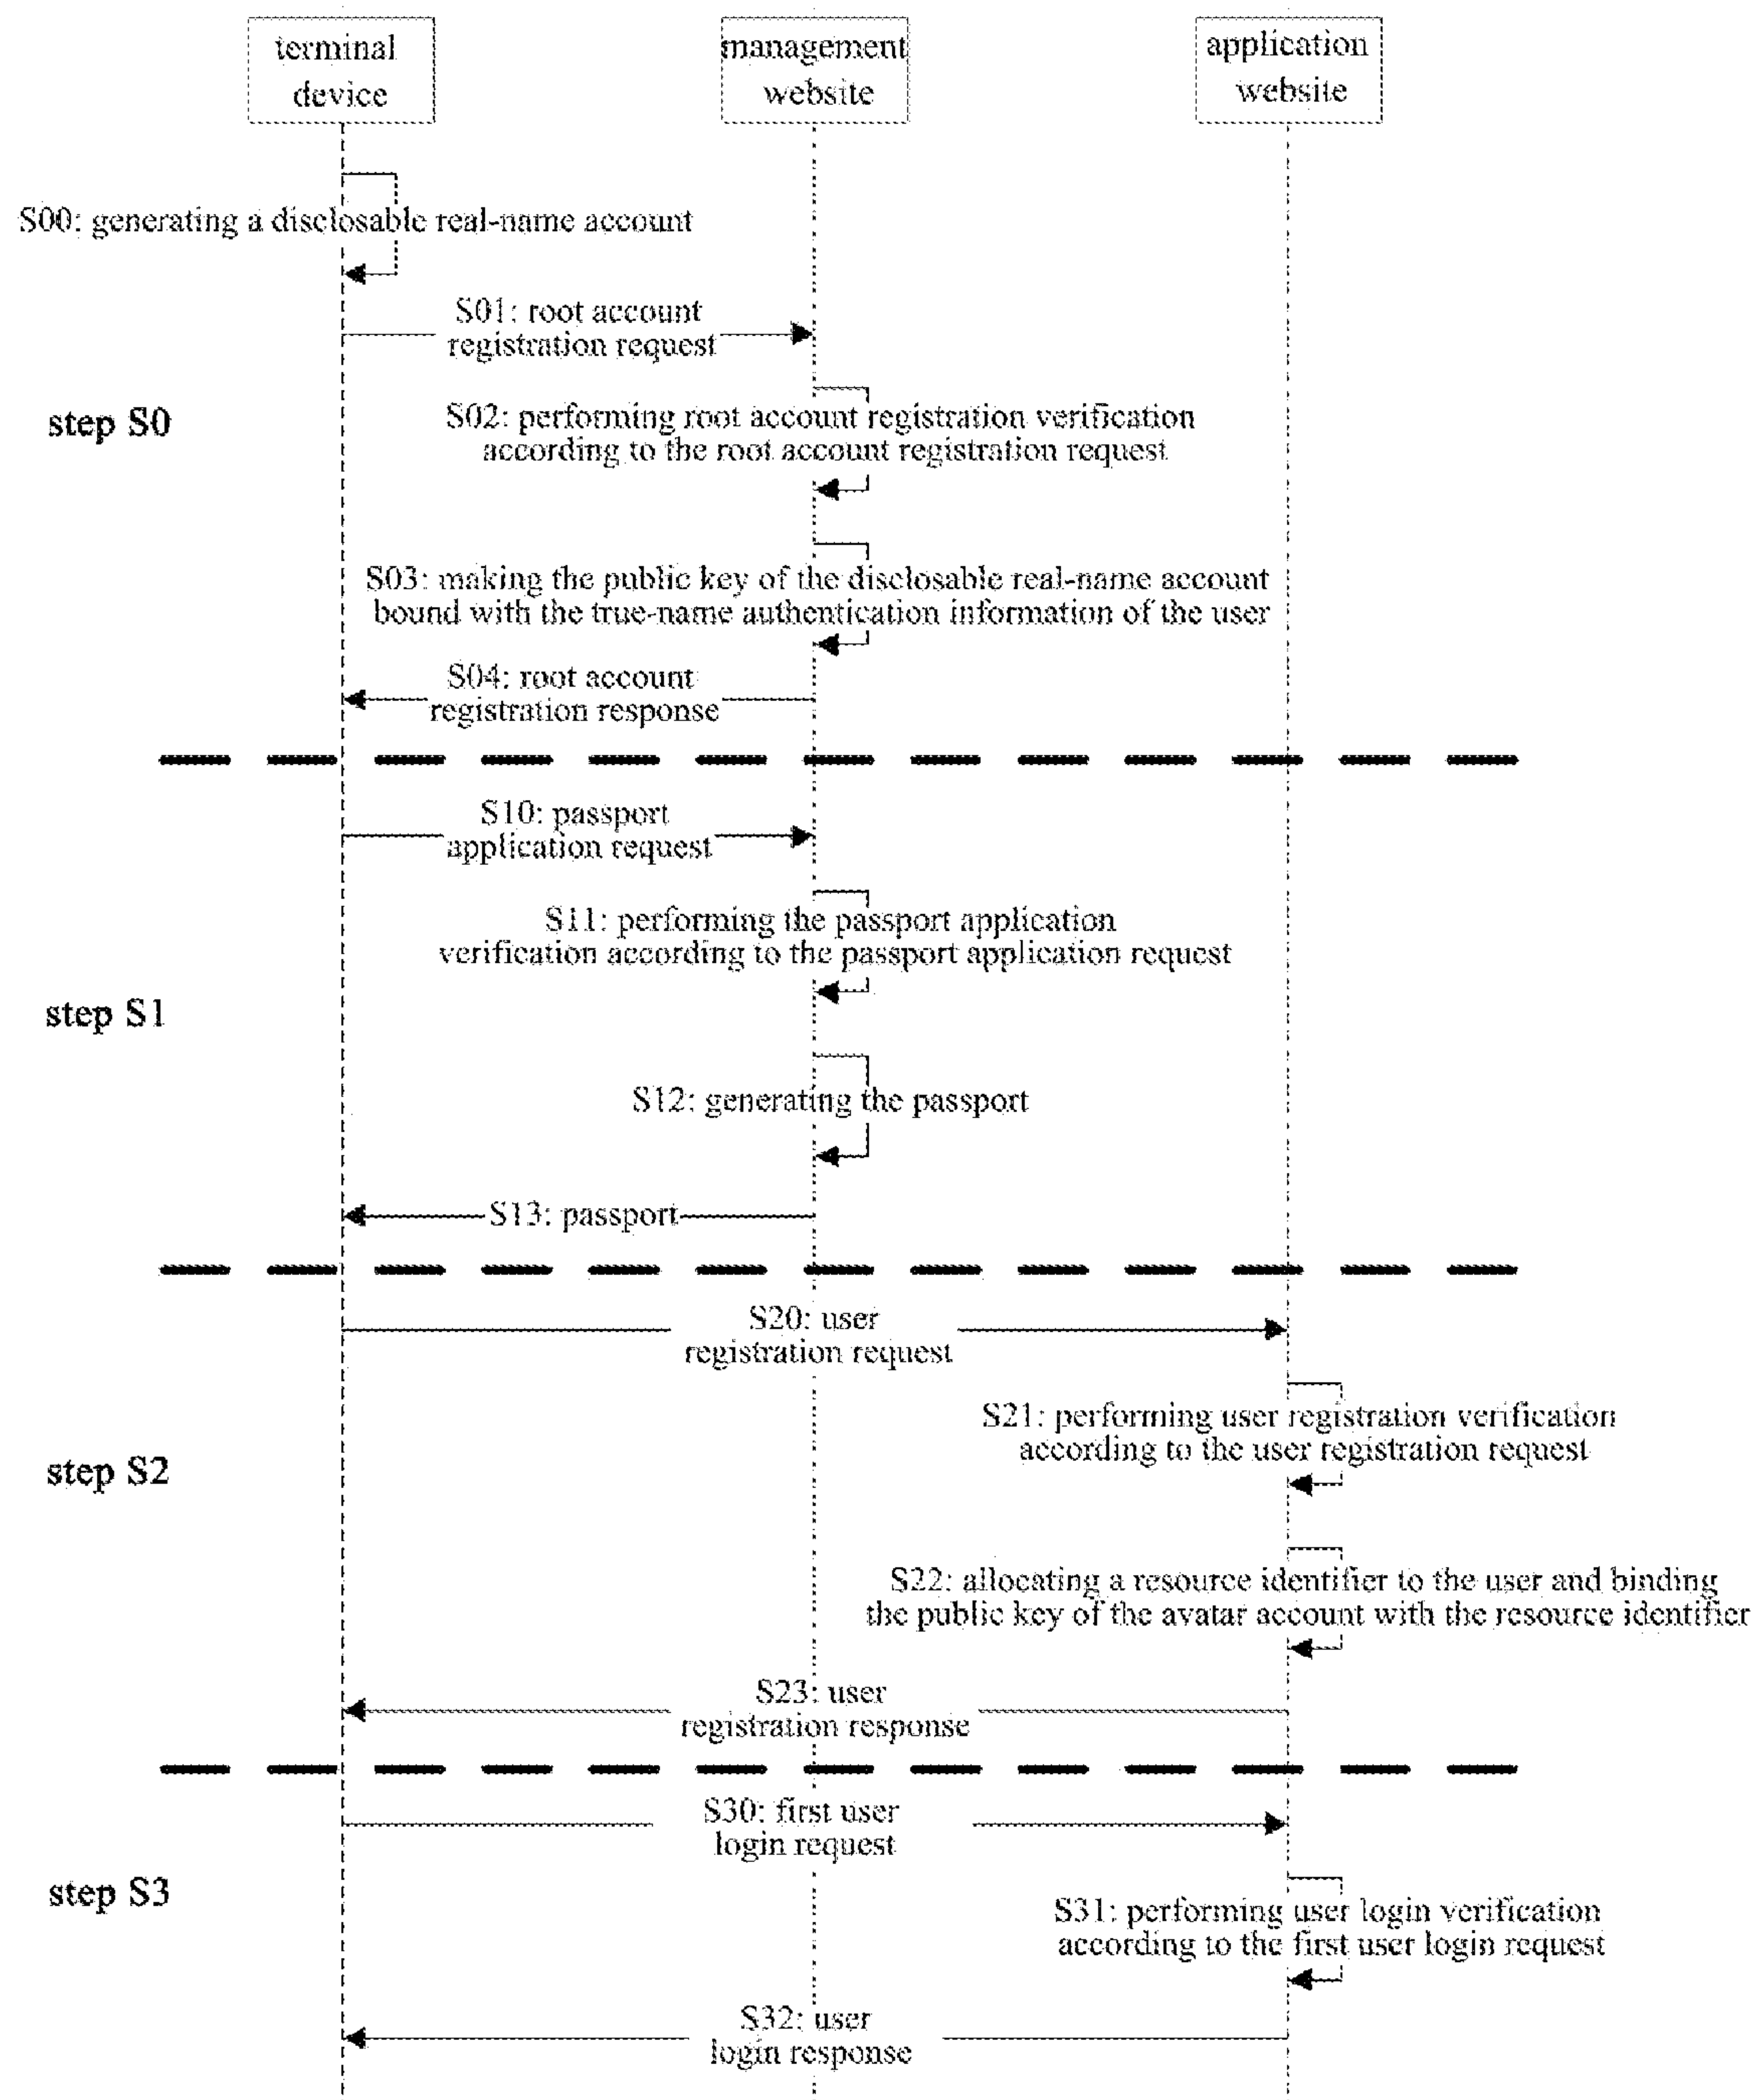 terminal
device
management
website
application
website
S00: generating a disclosable real-name account
S01: root account
registration request
step S0
S02: performing root account registration verification
according to the root account registration request
S03: making the public key of the disclosable real-name account
bound with the true-name authentication information of the user
S04: root account
registration response
S10: passport
application request
S11: performing the passport application
verification according to the passport application request
step S1
S12: generating the passport
S13: passport
S20: user
registration request
S21: performing user registration verification
according to the user registration request
step S2
S22: allocating a resource identifier to the user and binding
the public key of the avatar account with the resource identifier
S23: user
registration response
S30: first user
login request
step S3
S31: performing user login verification
according to the first user login request
S32: user
login response